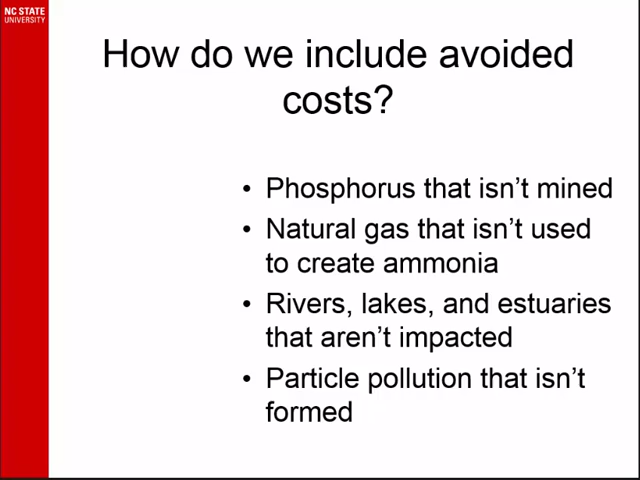 NC STATE
UNIVERSITY
How do we include avoided
costs?
• Phosphorus that isn't mined
• Natural gas that isn't used
to create ammonia
• Rivers, lakes, and estuaries
that aren't impacted
• Particle pollution that isn't
formed